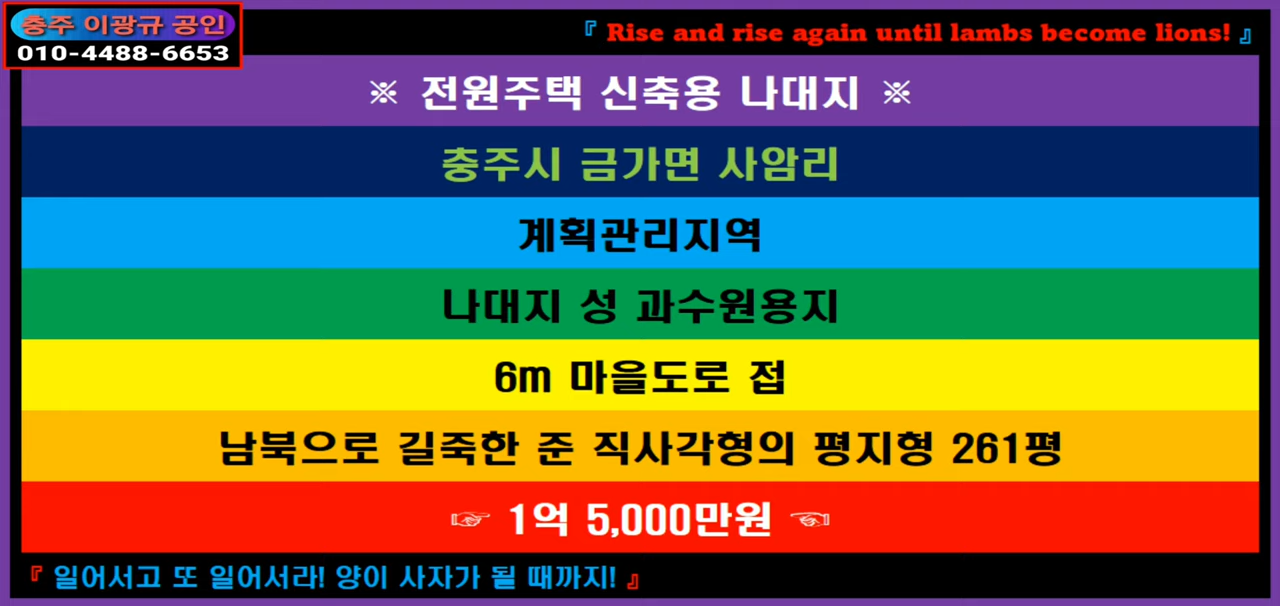 충주 이광규 공인
010-4488-6653
『 Rise and rise again until lambs become lions! 』
※ 전원주택 신축용 나대지 ※
충주시 금가면 사암리
계획관리지역
나대지 성 과수원용지
6m 마을도로 접
남북으로 길죽한 준 직사각형의 평지형 261평
☞ 1억 5,000만원 ☜
『 일어서고 또 일어서라! 양이 사자가 될 때까지! 』